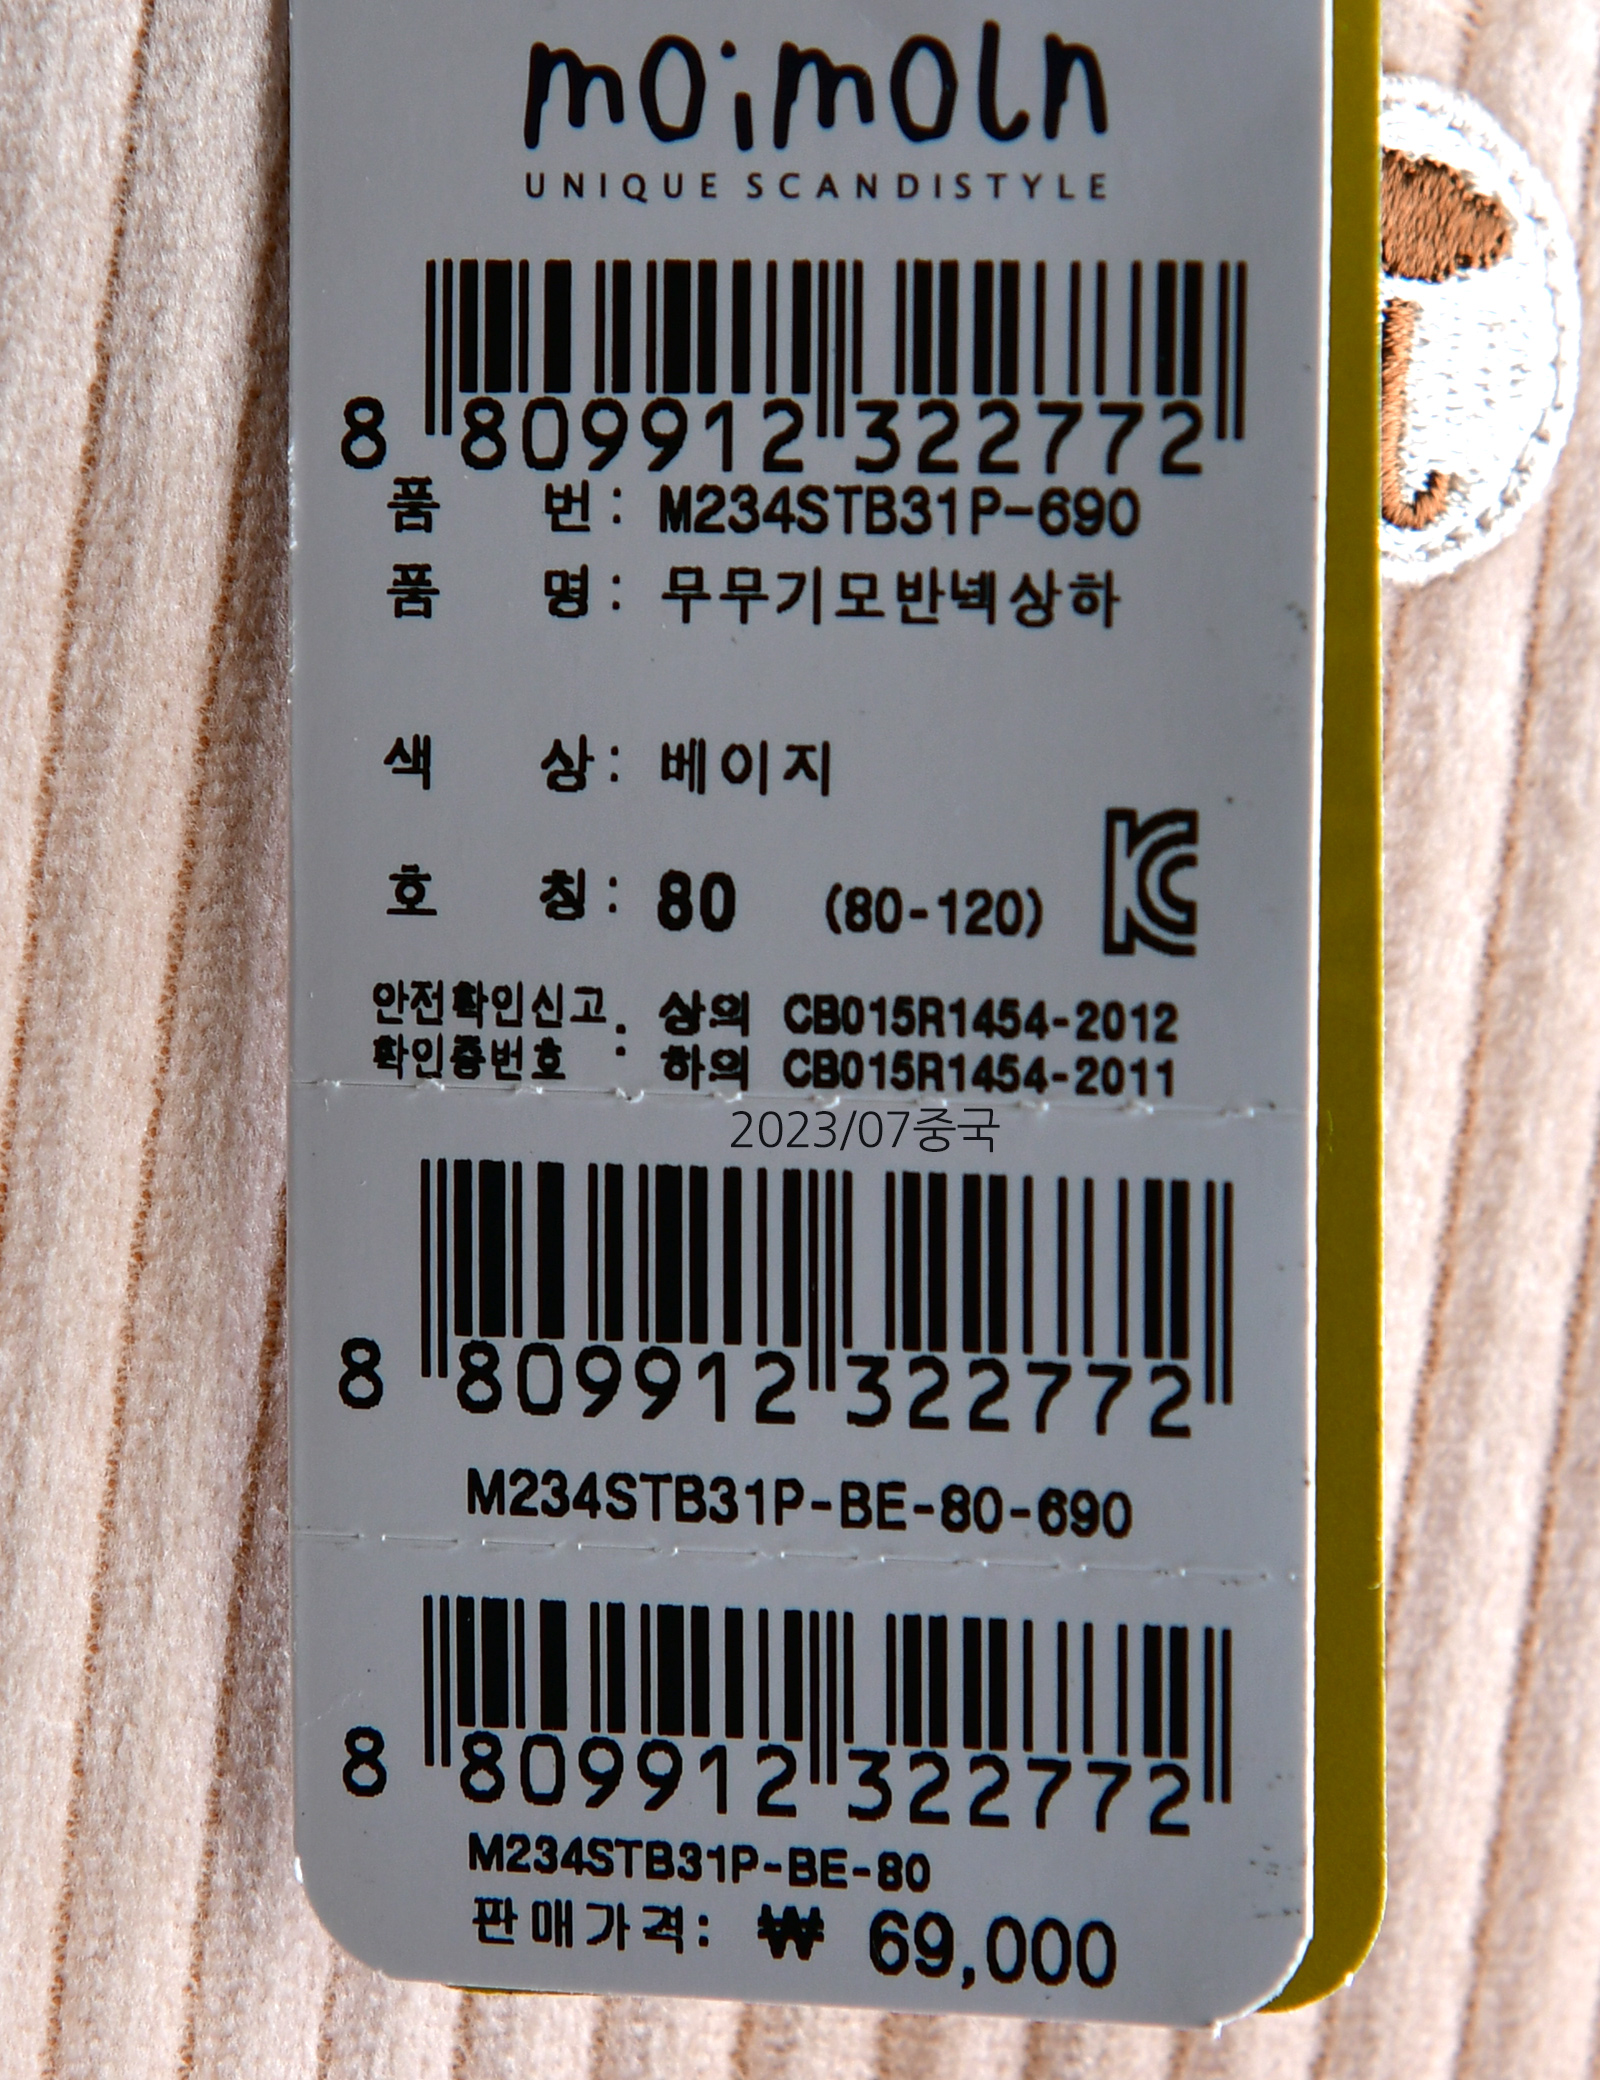 moimoln
UNIQUE SCANDISTYLE
8 809912 322772
품 번 : M234STB31P-690
품 명 : 무무기모반넥상하
색 상 : 베이지
호 칭 : 80 (80-120)
안전확인신고 : 상의 CB015R1454-2012
확인증번호 하의 CB015R1454-2011
2023/07중국
8 809912 322772
M234STB31P-BE-80-690
8 809912 322772
M234STB31P-BE-80
판매가격: ₩ 69,000